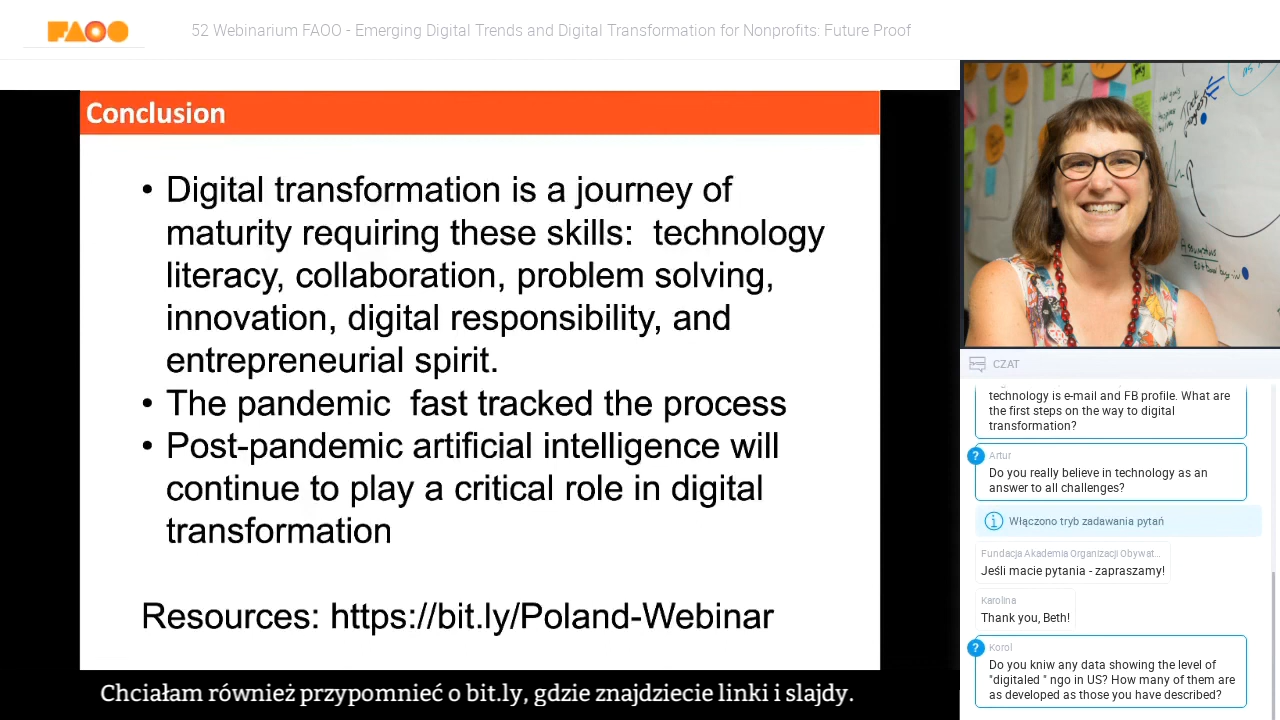 FAOO
52 Webinarium FAOO - Emerging Digital Trends and Digital Transformation for Nonprofits: Future Proof
Conclusion
• Digital transformation is a journey of
maturity requiring these skills:  technology
literacy, collaboration, problem solving,
innovation, digital responsibility, and
entrepreneurial spirit.
• The pandemic  fast tracked the process
• Post-pandemic artificial intelligence will
continue to play a critical role in digital
transformation
Resources: https://bit.ly/Poland-Webinar
Chciałam również przypomnieć o bit.ly, gdzie znajdziecie linki i slajdy.
CZAT
technology is e-mail and FB profile. What are
the first steps on the way to digital
transformation?
?
Artur
Do you really believe in technology as an
answer to all challenges?
Włączono tryb zadawania pytań
Fundacja Akademia Organizacji Obywat...
Jeśli macie pytania - zapraszamy!
Karolina
Thank you, Beth!
?
Korol
Do you kniw any data showing the level of
"digitaled " ngo in US? How many of them are
as developed as those you have described?